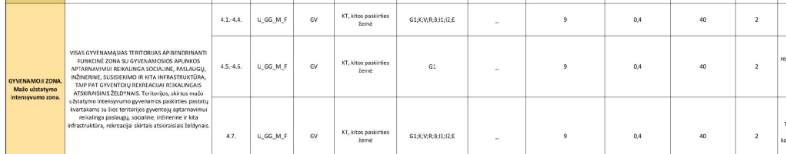 4.1.-4.4. U_GG_M_F GV KT, kitos paskirties G1;K;V;R;B;I1;I2;E _ 9 0,4 40 2
žemė
VISAS GYVENAMĄSIAS TERITORIJAS APIBENDRINANTI
FUNKCINĖ ZONA SU GYVENAMOSIOS APLINKOS
APTARNAVIMUI REIKALINGA SOCIALINE, PASLAUGŲ,
INŽINERINE, SUSISIEKIMO IR KITA INFRASTRUKTŪRA,
TAIP PAT GYVENTOJŲ REKREACIJAI REIKALINGAIS
ATSKIRAISIAIS ŽELDYNAIS. Teritorijos, skirtos mažo
užstatymo intensyvumo gyvenamos paskirties pastatų
kvartalams su šios teritorijos gyventojų aptarnavimui
reikalinga paslaugų, socialine, inžinerine ir kita
infrastruktūra, rekreacijai skirtais atskiraisiais želdynais.
GYVENAMOJI ZONA.
Mažo užstatymo
intensyvumo zona.
4.5.-4.6. U_GG_M_F GV KT, kitos paskirties G1 _ 9 0,4 40 2
žemė
4.7. U_GG_M_F GV KT, kitos paskirties G1;K;V;R;B;I1;I2;E _ 9 0,4 40 2
žemė